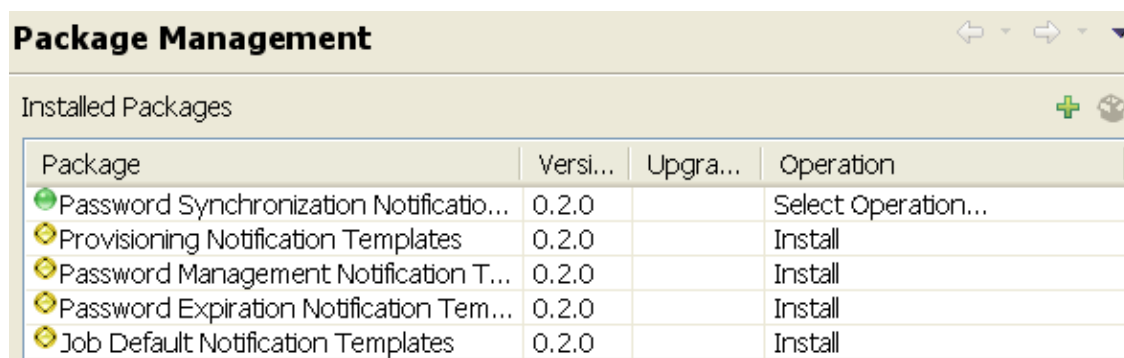 Package Management
Installed Packages
Package Versi... Upgra... Operation
Password Synchronization Notificatio... 0.2.0 Select Operation...
Provisioning Notification Templates 0.2.0 Install
Password Management Notification T... 0.2.0 Install
Password Expiration Notification Tem... 0.2.0 Install
Job Default Notification Templates 0.2.0 Install